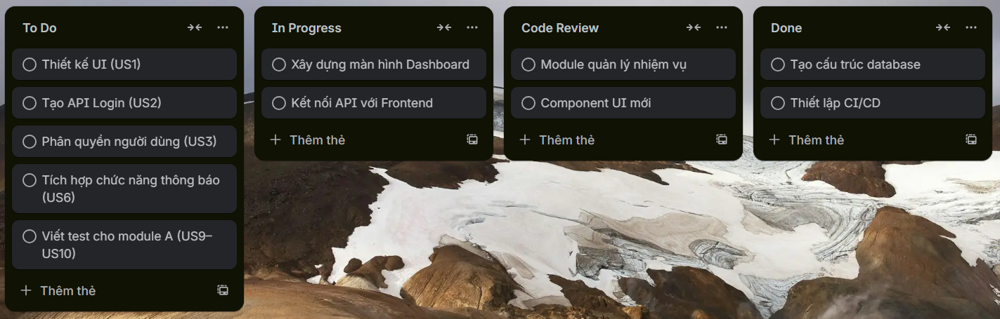 To Do
Thiết kế UI (US1)
Tạo API Login (US2)
Phân quyền người dùng (US3)
Tích hợp chức năng thông báo
(US6)
Viết test cho module A (US9–
US10)
Thêm thẻ
In Progress
Xây dựng màn hình Dashboard
Kết nối API với Frontend
Thêm thẻ
Code Review
Module quản lý nhiệm vụ
Component UI mới
Thêm thẻ
Done
Tạo cấu trúc database
Thiết lập CI/CD
Thêm thẻ